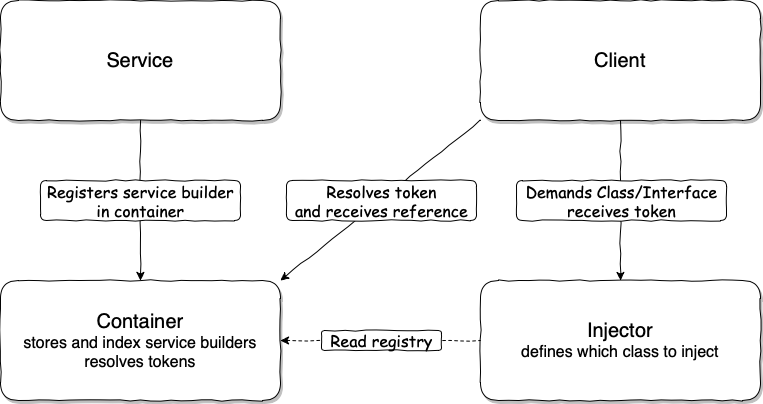 Service
Client
Registers service builder
in container
Resolves token
and receives reference
Demands Class/Interface
receives token
Container
stores and index service builders
resolves tokens
Read registry
Injector
defines which class to inject